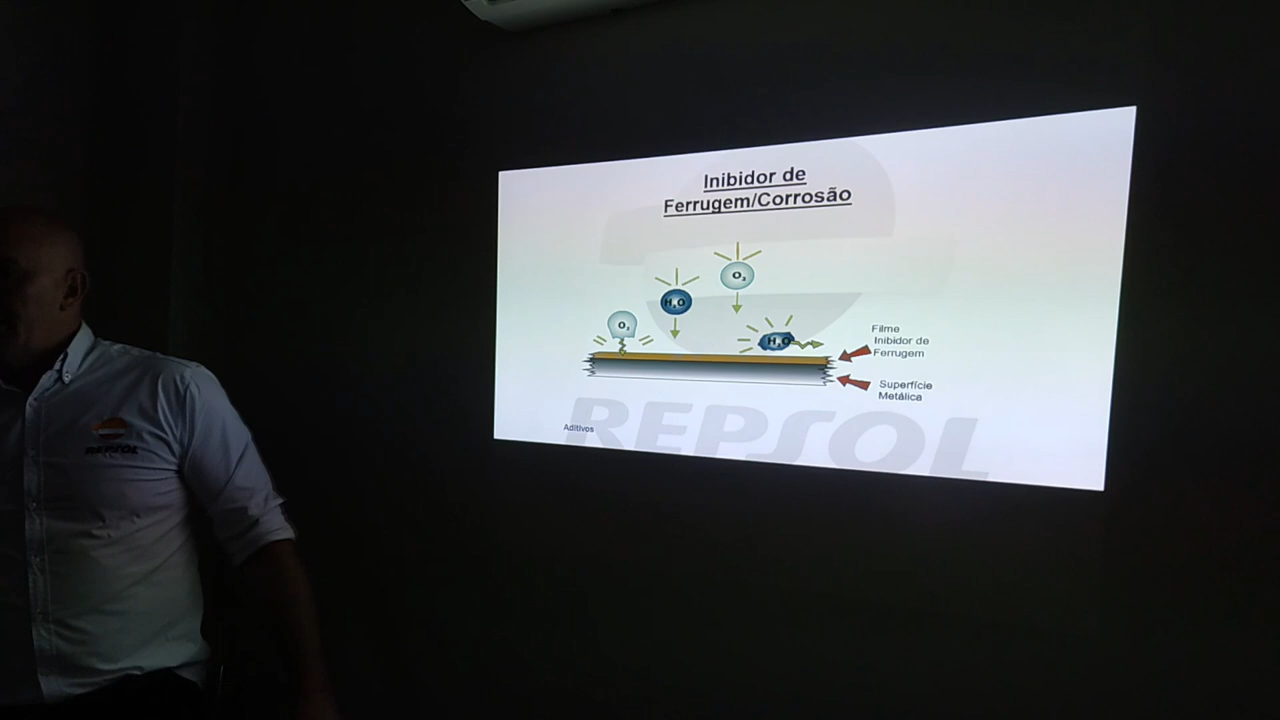 Inibidor de
Ferrugem/Corrosão
O₂
H₂O
O₂
H₂O
Filme
Inibidor de
Ferrugem
Superfície
Metálica
Aditivos
REPSOL
REPSOL